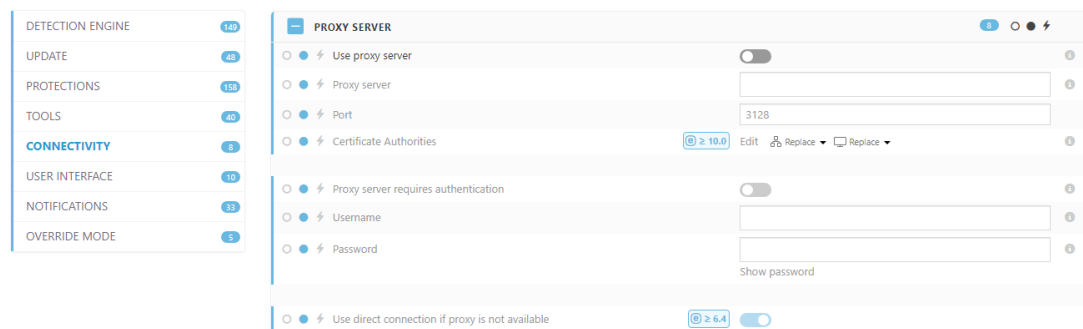 DETECTION ENGINE 149
UPDATE 48
PROTECTIONS 158
TOOLS 40
CONNECTIVITY 8
USER INTERFACE 10
NOTIFICATIONS 33
OVERRIDE MODE 5
PROXY SERVER 8
Use proxy server
Proxy server
Port 3128
Certificate Authorities e ≥ 10.0 Edit Replace Replace
Proxy server requires authentication
Username
Password
Show password
Use direct connection if proxy is not available e ≥ 6.4